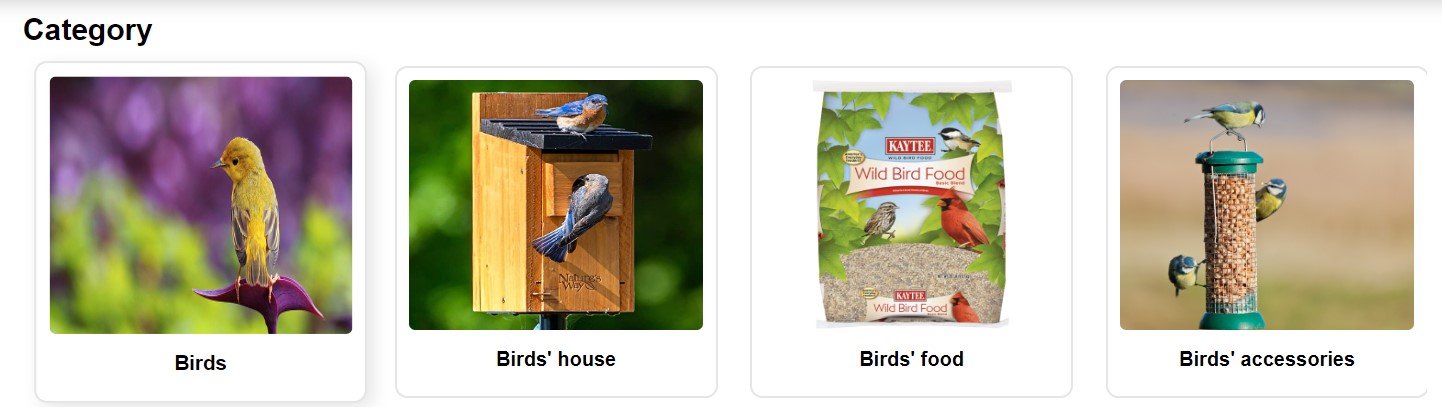 Category
Birds
Nature's
Way
Birds' house
KAYTEE
WILD BIRD FOOD
Wild Bird Food
Basic Blend
KAYTEE
Wild Bird Food
Birds' food
Birds' accessories